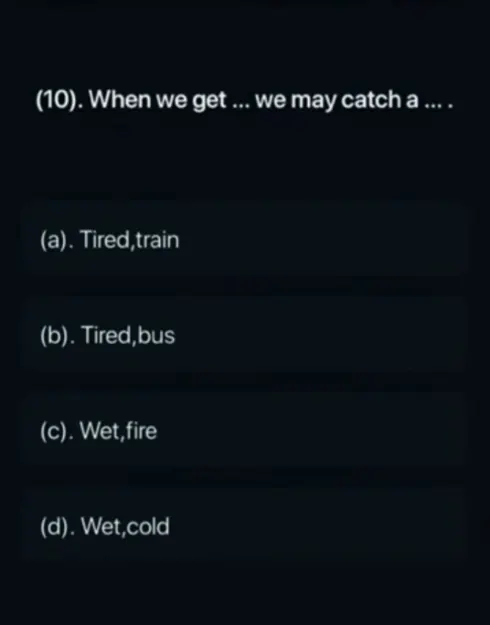 (10). When we get ... we may catch a ... .
(a). Tired,train
(b). Tired,bus
(c). Wet,fire
(d). Wet,cold